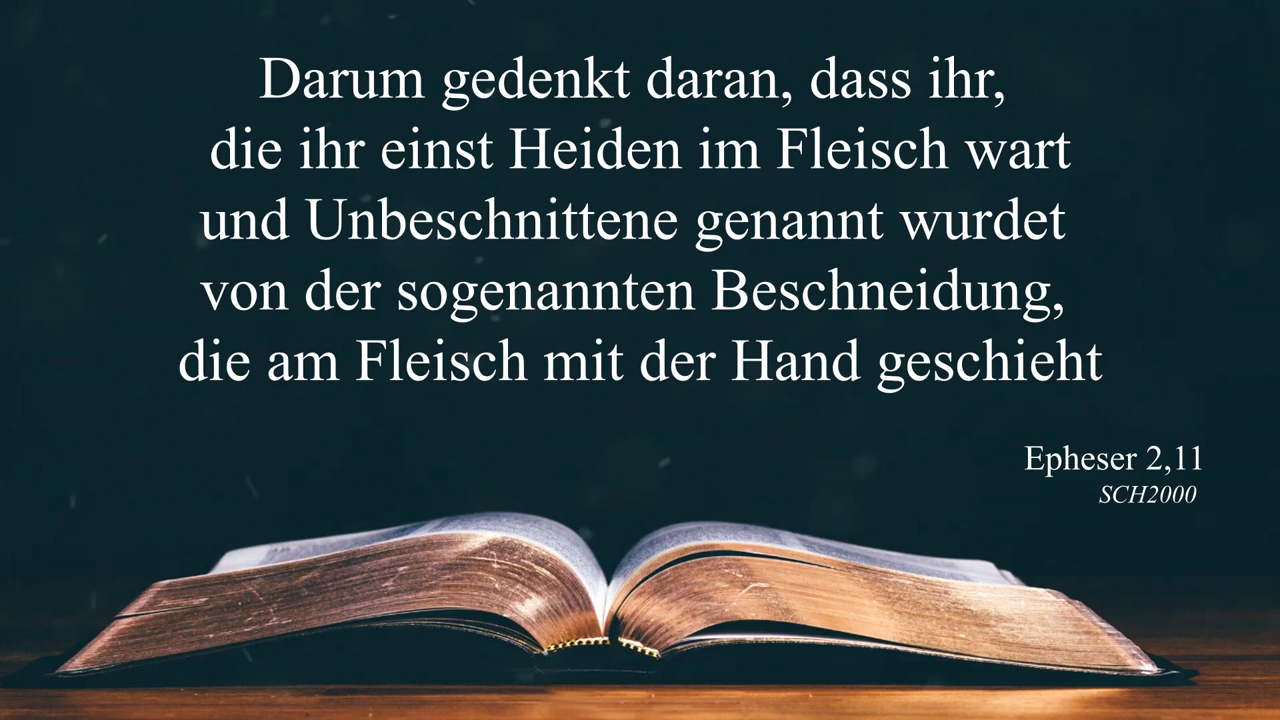 Darum gedenkt daran, dass ihr,
die ihr einst Heiden im Fleisch wart
und Unbeschnittene genannt wurdet
von der sogenannten Beschneidung,
die am Fleisch mit der Hand geschieht
Epheser 2,11
SCH2000